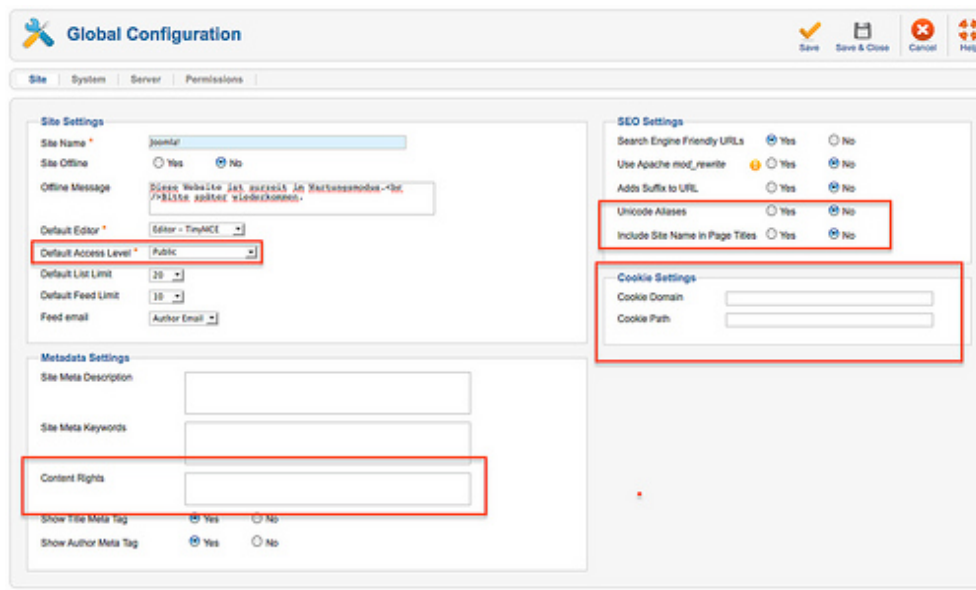 Global Configuration
Save Save & Close Cancel Help
Site System Server Permissions
Site Settings
Site Name * Joomla!
Site Offline Yes No
Offline Message Diese Website ist zurzeit im Wartungsmodus.<br
/>Bitte später wiederkommen.
Default Editor * Editor - TinyMCE
Default Access Level * Public
Default List Limit 20
Default Feed Limit 10
Feed email Author Email
Metadata Settings
Site Meta Description
Site Meta Keywords
Content Rights
Show Title Meta Tag Yes No
Show Author Meta Tag Yes No
SEO Settings
Search Engine Friendly URLs Yes No
Use Apache mod_rewrite Yes No
Adds Suffix to URL Yes No
Unicode Aliases Yes No
Include Site Name in Page Titles Yes No
Cookie Settings
Cookie Domain
Cookie Path